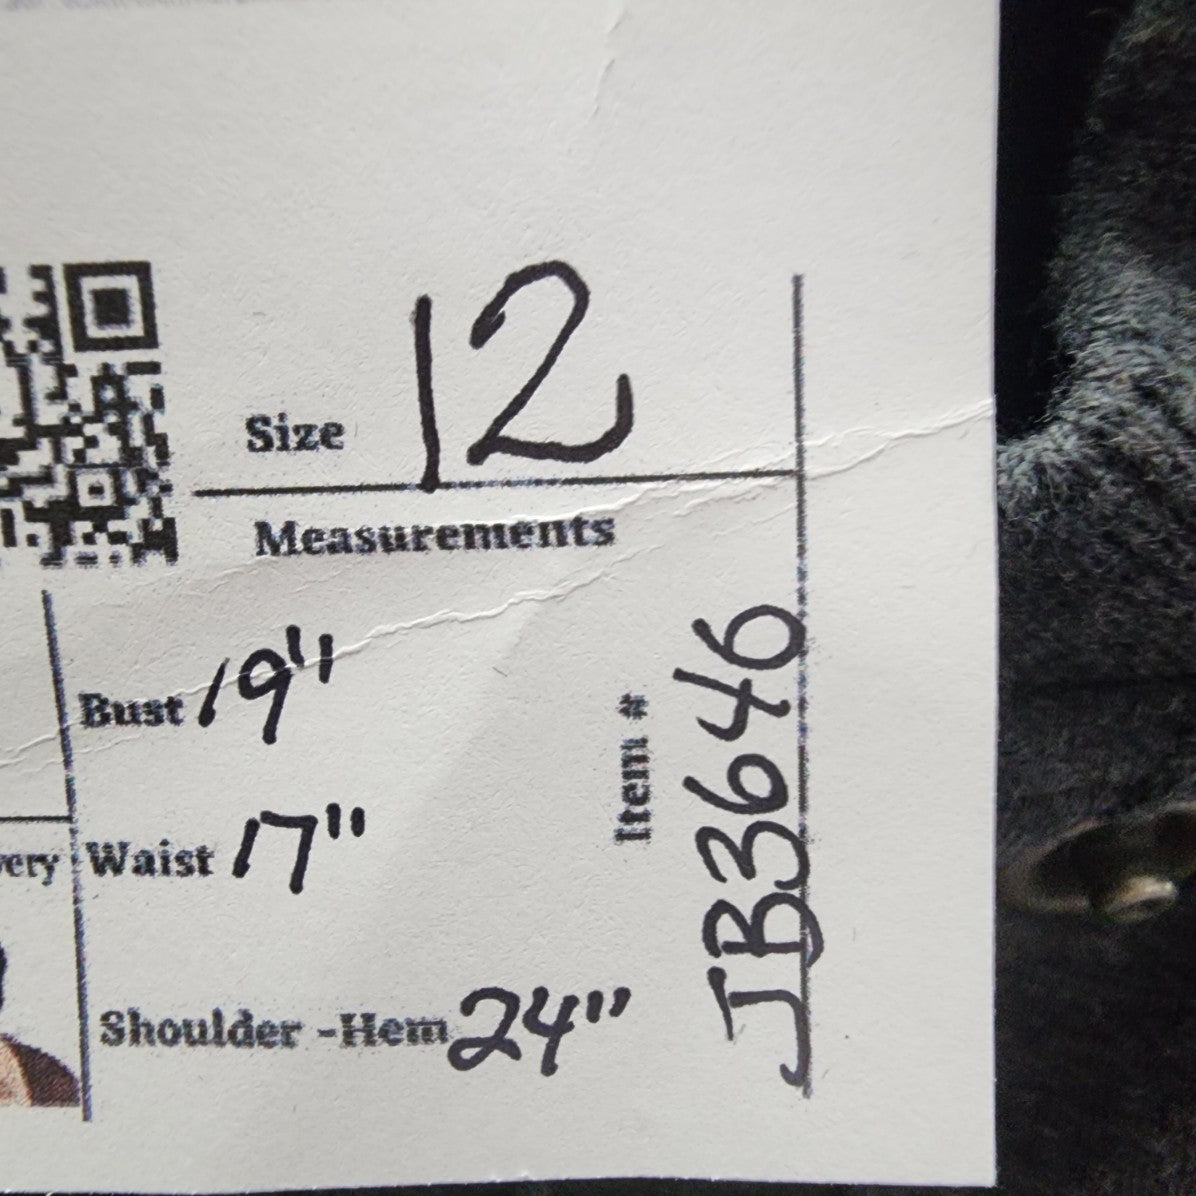 Size 12
Measurements
Bust 19"
Waist 17"
Shoulder -Hem 24"
Item #
JB3646
very